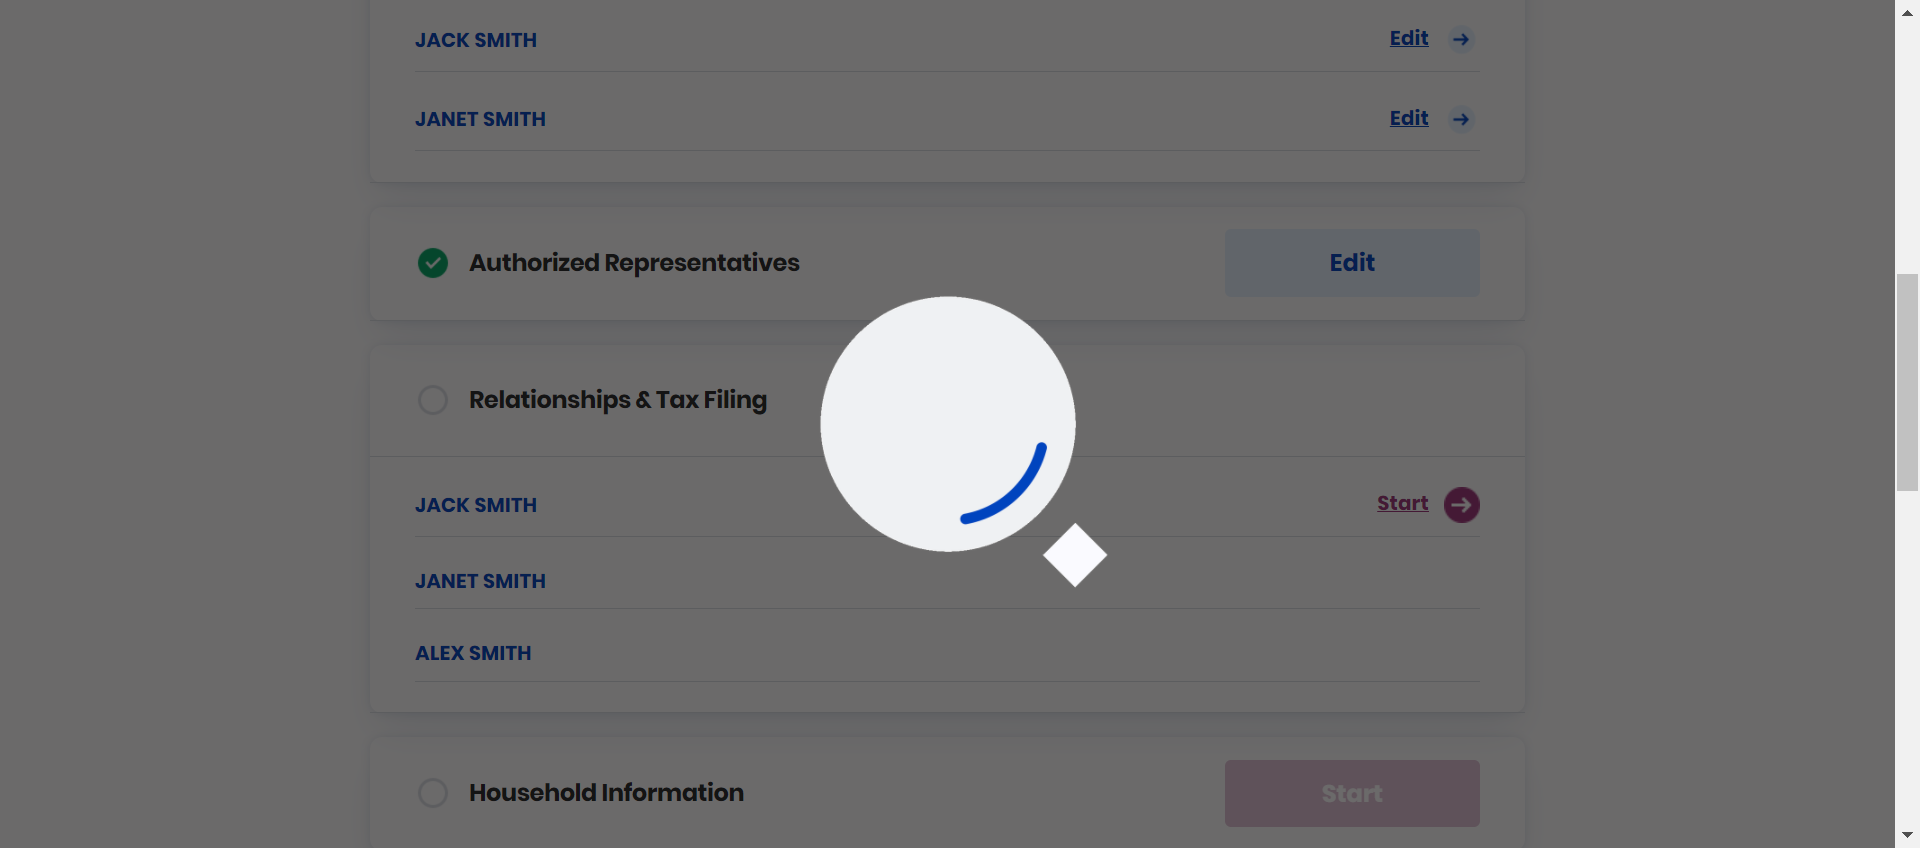 JACK SMITH Edit
JANET SMITH Edit
Authorized Representatives Edit
Relationships & Tax Filing
JACK SMITH Start
JANET SMITH
ALEX SMITH
Household Information Start